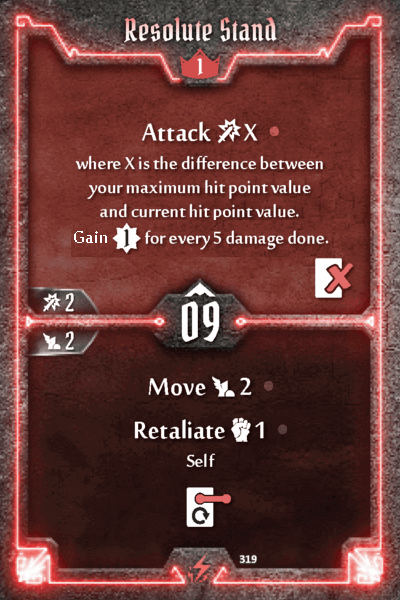 Resolute Stand
1
Attack X
where X is the difference between
your maximum hit point value
and current hit point value.
Gain 1 for every 5 damage done.
2
09
2
Move 2
Retaliate 1
Self
319